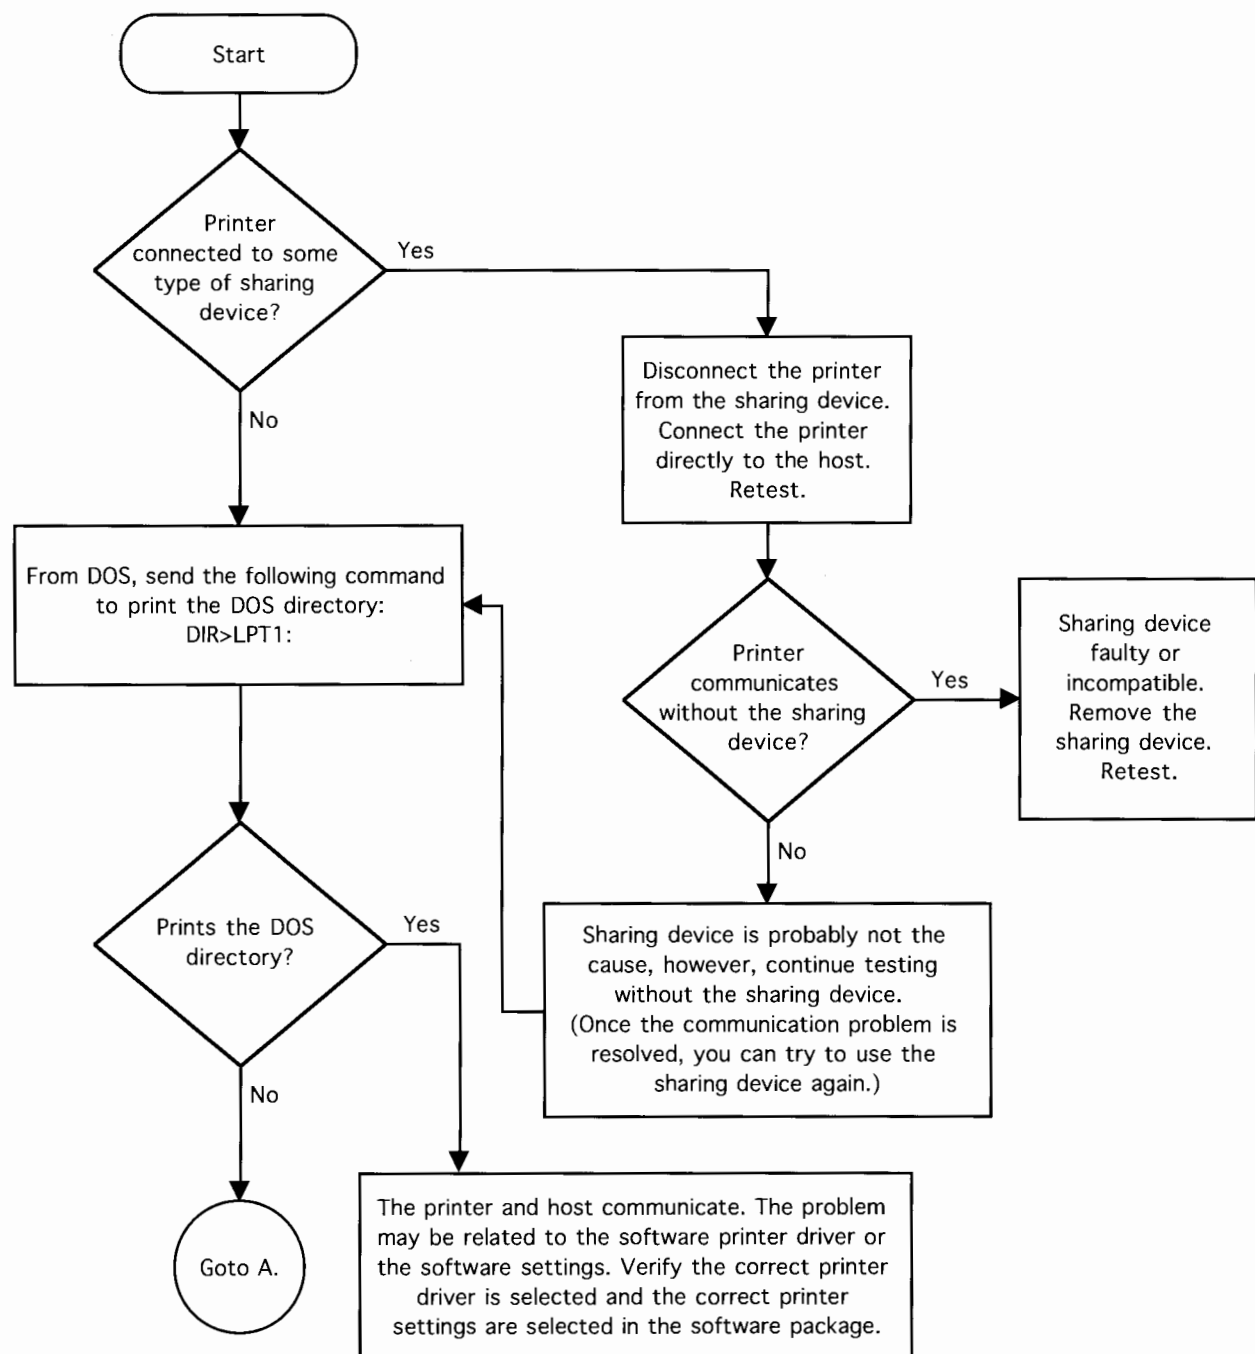 Start
Printer
connected to some
type of sharing
device?
Yes
No
Disconnect the printer
from the sharing device.
Connect the printer
directly to the host.
Retest.
From DOS, send the following command
to print the DOS directory:
DIR>LPT1:
Printer
communicates
without the sharing
device?
Yes
Sharing device
faulty or
incompatible.
Remove the
sharing device.
Retest.
No
Sharing device is probably not the
cause, however, continue testing
without the sharing device.
(Once the communication problem is
resolved, you can try to use the
sharing device again.)
Prints the DOS
directory?
Yes
No
Goto A.
The printer and host communicate. The problem
may be related to the software printer driver or
the software settings. Verify the correct printer
driver is selected and the correct printer
settings are selected in the software package.